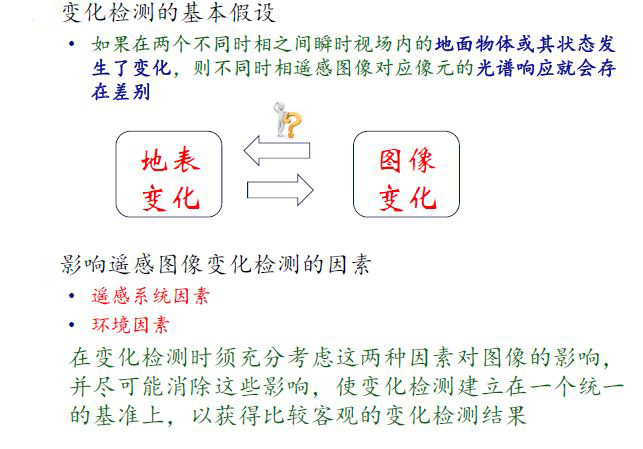 变化检测的基本假设
• 如果在两个不同时相之间瞬时视场内的地面物体或其状态发
生了变化，则不同时相遥感图像对应像元的光谱响应就会存
在差别
?
地表
变化
图像
变化
影响遥感图像变化检测的因素
• 遥感系统因素
• 环境因素
在变化检测时须充分考虑这两种因素对图像的影响，
并尽可能消除这些影响，使变化检测建立在一个统一
的基准上，以获得比较客观的变化检测结果